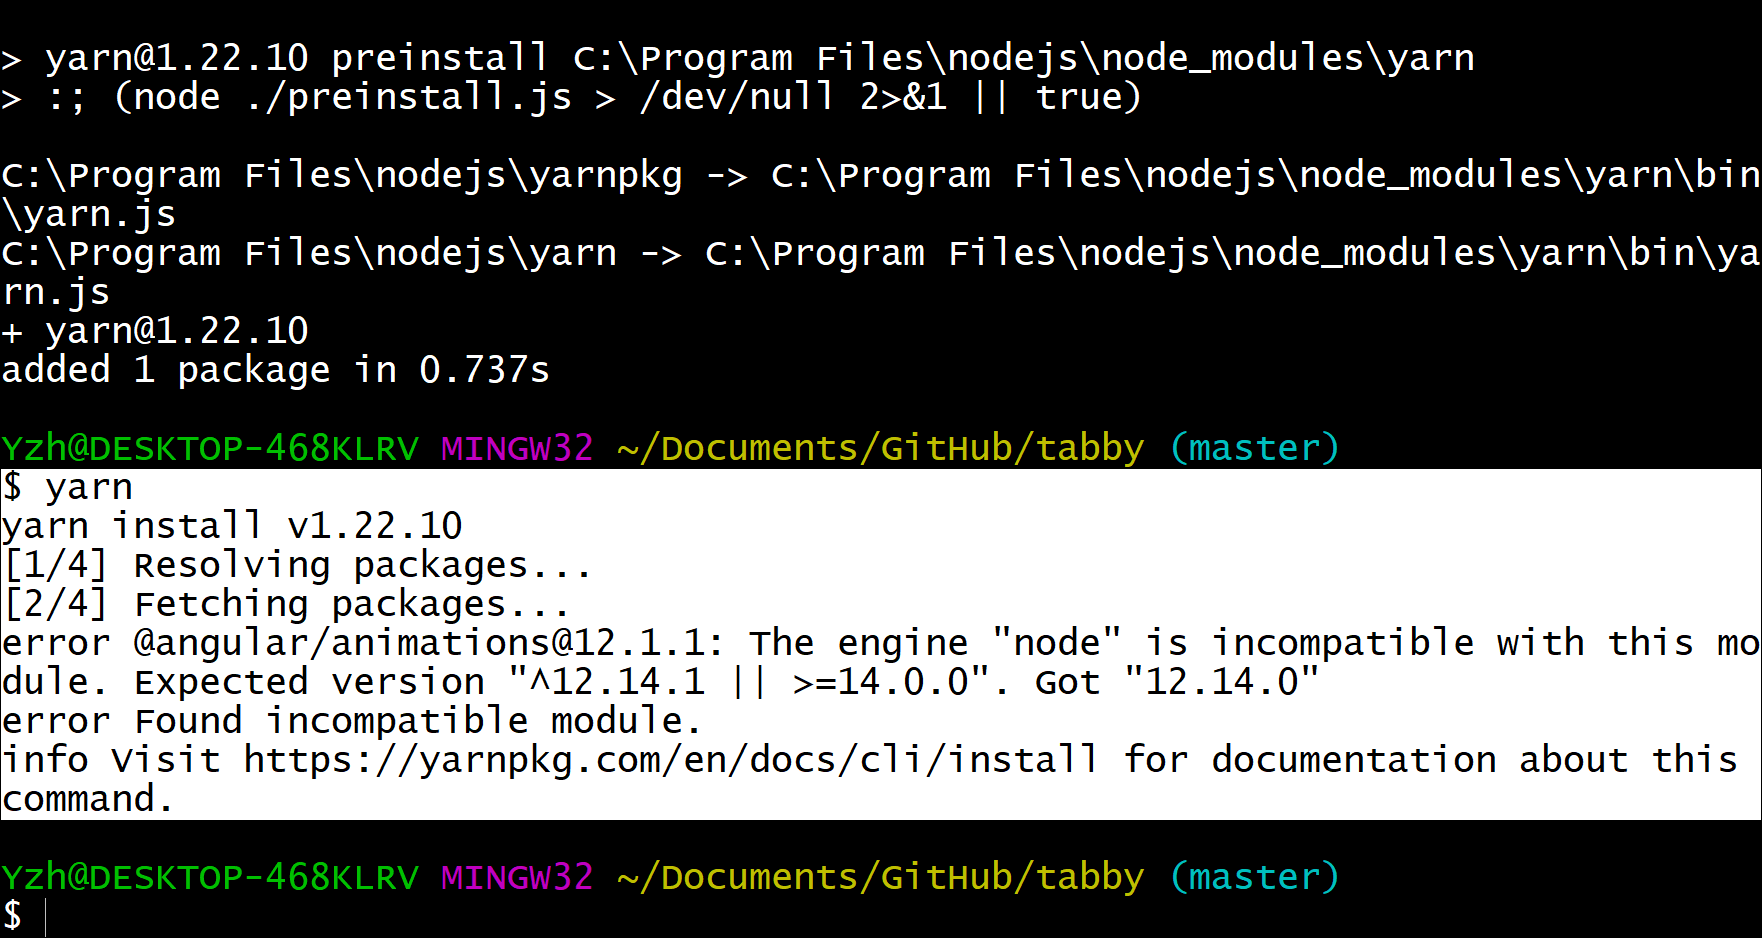 > yarn@1.22.10 preinstall C:\Program Files\nodejs\node_modules\yarn
> :; (node ./preinstall.js > /dev/null 2>&1 || true)
C:\Program Files\nodejs\yarnpkg -> C:\Program Files\nodejs\node_modules\yarn\bin
\yarn.js
C:\Program Files\nodejs\yarn -> C:\Program Files\nodejs\node_modules\yarn\bin\ya
rn.js
+ yarn@1.22.10
added 1 package in 0.737s
Yzh@DESKTOP-468KLRV MINGW32 ~/Documents/GitHub/tabby (master)
$ yarn
yarn install v1.22.10
[1/4] Resolving packages...
[2/4] Fetching packages...
error @angular/animations@12.1.1: The engine "node" is incompatible with this mo
dule. Expected version "^12.14.1 || >=14.0.0". Got "12.14.0"
error Found incompatible module.
info Visit https://yarnpkg.com/en/docs/cli/install for documentation about this
command.
Yzh@DESKTOP-468KLRV MINGW32 ~/Documents/GitHub/tabby (master)
$